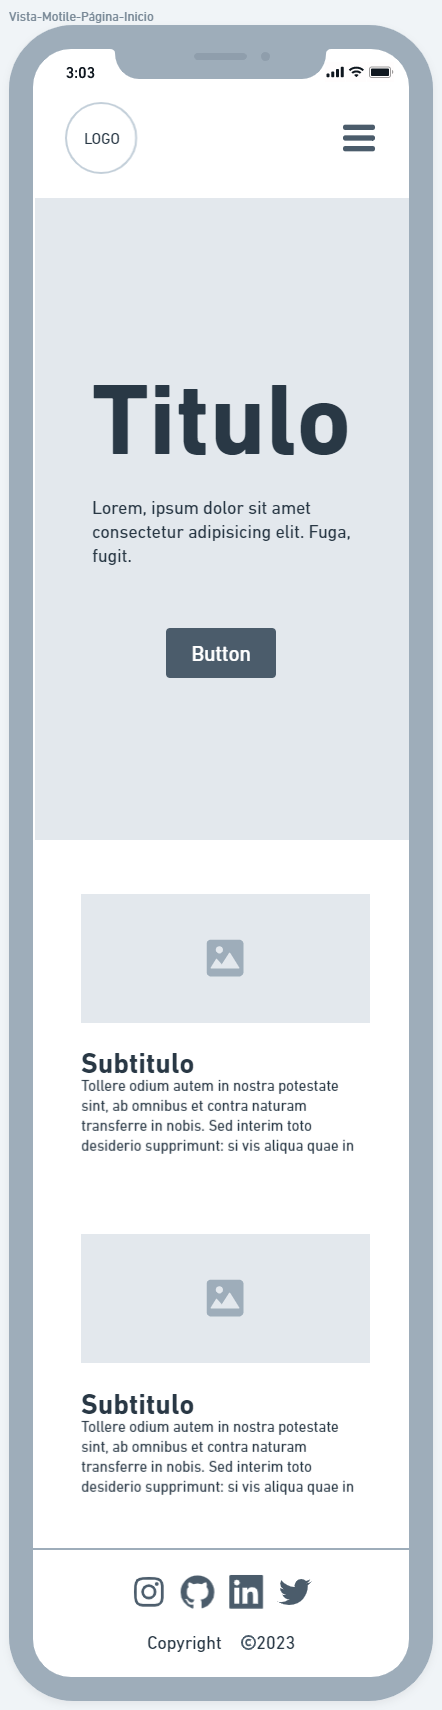 Vista-Motile-Página-Inicio
3:03
LOGO
Titulo
Lorem, ipsum dolor sit amet
consectetur adipisicing elit. Fuga,
fugit.
Button
Subtitulo
Tollere odium autem in nostra potestate
sint, ab omnibus et contra naturam
transferre in nobis. Sed interim toto
desiderio supprimunt: si vis aliqua quae in
Subtitulo
Tollere odium autem in nostra potestate
sint, ab omnibus et contra naturam
transferre in nobis. Sed interim toto
desiderio supprimunt: si vis aliqua quae in
in
Copyright ©2023